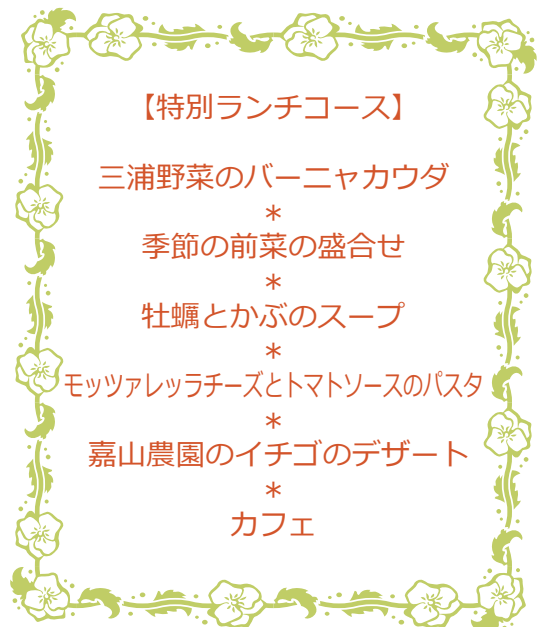 【特別ランチコース】
三浦野菜のバーニャカウダ
＊
季節の前菜の盛合せ
＊
牡蠣とかぶのスープ
＊
モッツァレッラチーズとトマトソースのパスタ
＊
嘉山農園のイチゴのデザート
＊
カフェ